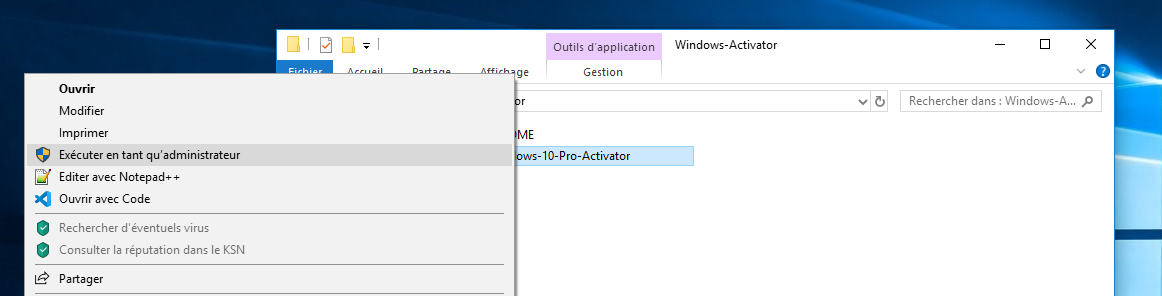 Outils d'application
Windows-Activator
Fichier
Accueil
Partage
Affichage
Gestion
Rechercher dans : Windows-A...
Ouvrir
Modifier
Imprimer
Exécuter en tant qu'administrateur
Editer avec Notepad++
Ouvrir avec Code
Rechercher d'éventuels virus
Consulter la réputation dans le KSN
Partager
or
OME
ows-10-Pro-Activator